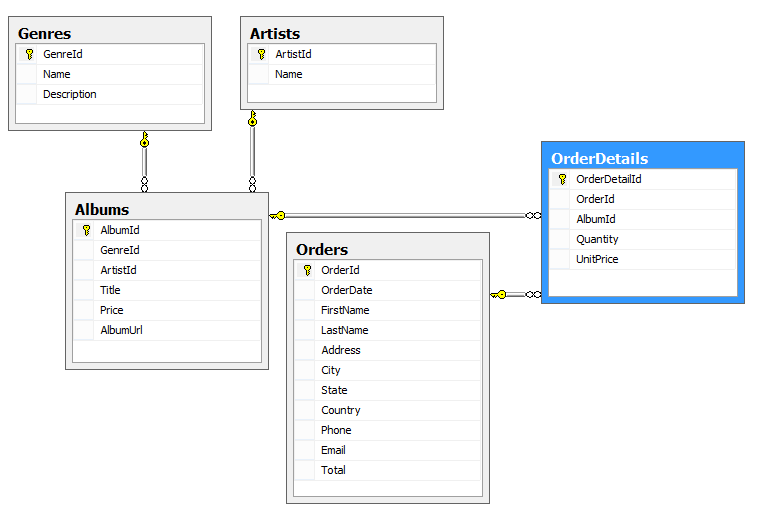 Genres
GenreId
Name
Description
Artists
ArtistId
Name
Albums
AlbumId
GenreId
ArtistId
Title
Price
AlbumUrl
Orders
OrderId
OrderDate
FirstName
LastName
Address
City
State
Country
Phone
Email
Total
OrderDetails
OrderDetailId
OrderId
AlbumId
Quantity
UnitPrice